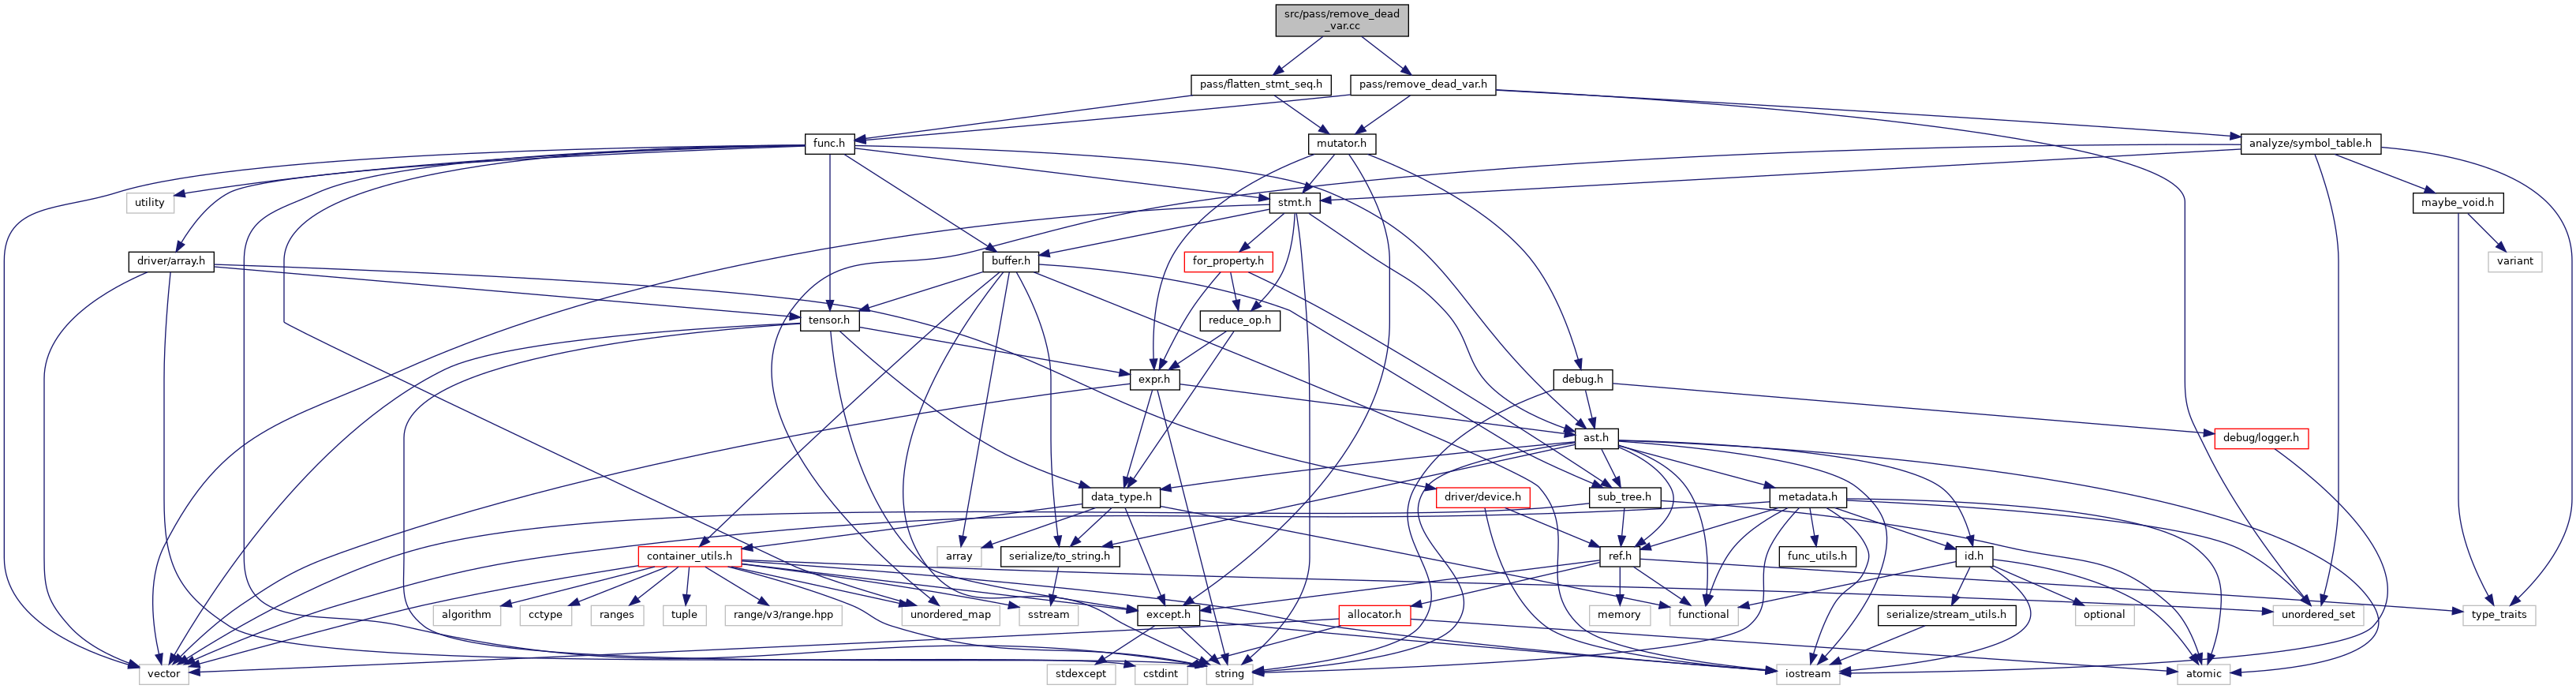 src/pass/remove_dead
_var.cc
pass/flatten_stmt_seq.h
pass/remove_dead_var.h
func.h
mutator.h
analyze/symbol_table.h
utility
stmt.h
maybe_void.h
driver/array.h
buffer.h
for_property.h
variant
tensor.h
reduce_op.h
expr.h
debug.h
ast.h
debug/logger.h
data_type.h
driver/device.h
sub_tree.h
metadata.h
container_utils.h
array
serialize/to_string.h
ref.h
func_utils.h
id.h
algorithm
cctype
ranges
tuple
range/v3/range.hpp
unordered_map
sstream
except.h
allocator.h
memory
functional
serialize/stream_utils.h
optional
unordered_set
type_traits
vector
stdexcept
cstdint
string
iostream
atomic